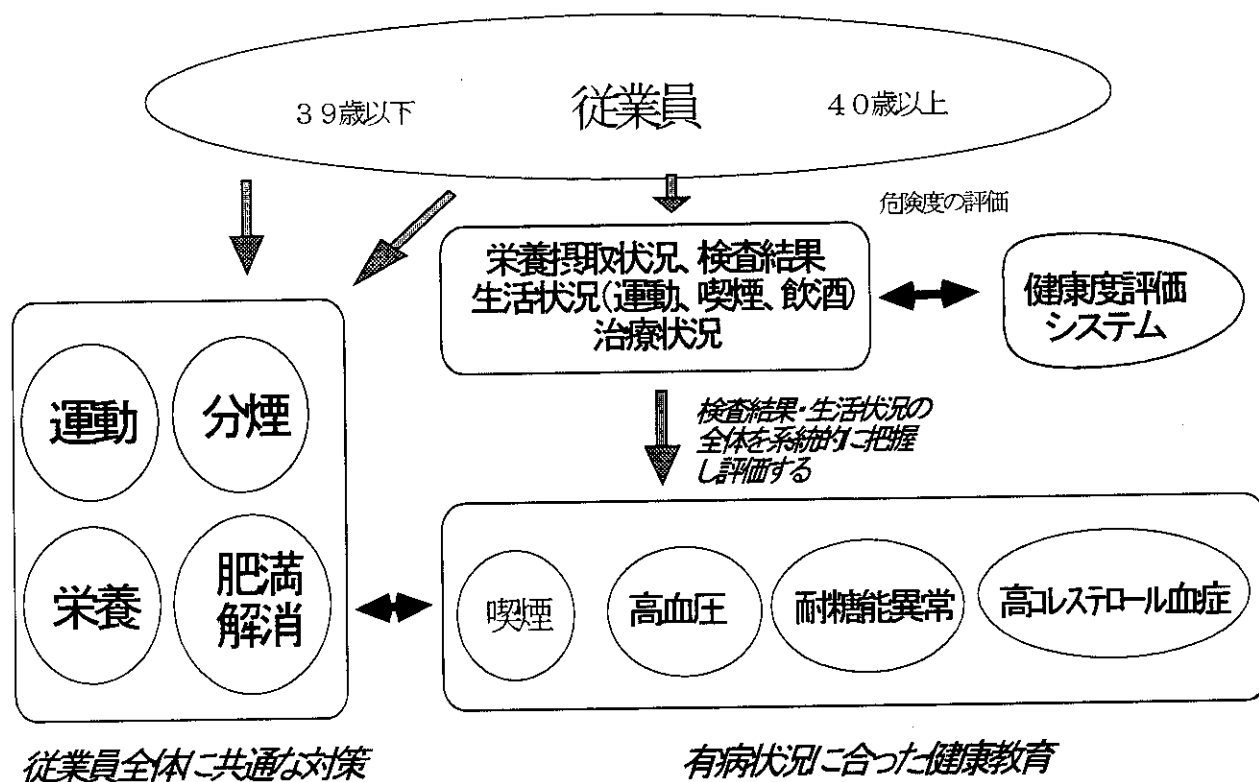 39歳以下
従業員
40歳以上
危険度の評価
栄養摂取状況、検査結果
生活状況(運動、喫煙、飲酒)
治療状況
健康度評価
システム
検査結果・生活状況の
全体を系統的に把握
し評価する
運動
分煙
栄養
肥満
解消
喫煙
高血圧
耐糖能異常
高コレステロール血症
従業員全体に共通な対策
有病状況に合った健康教育